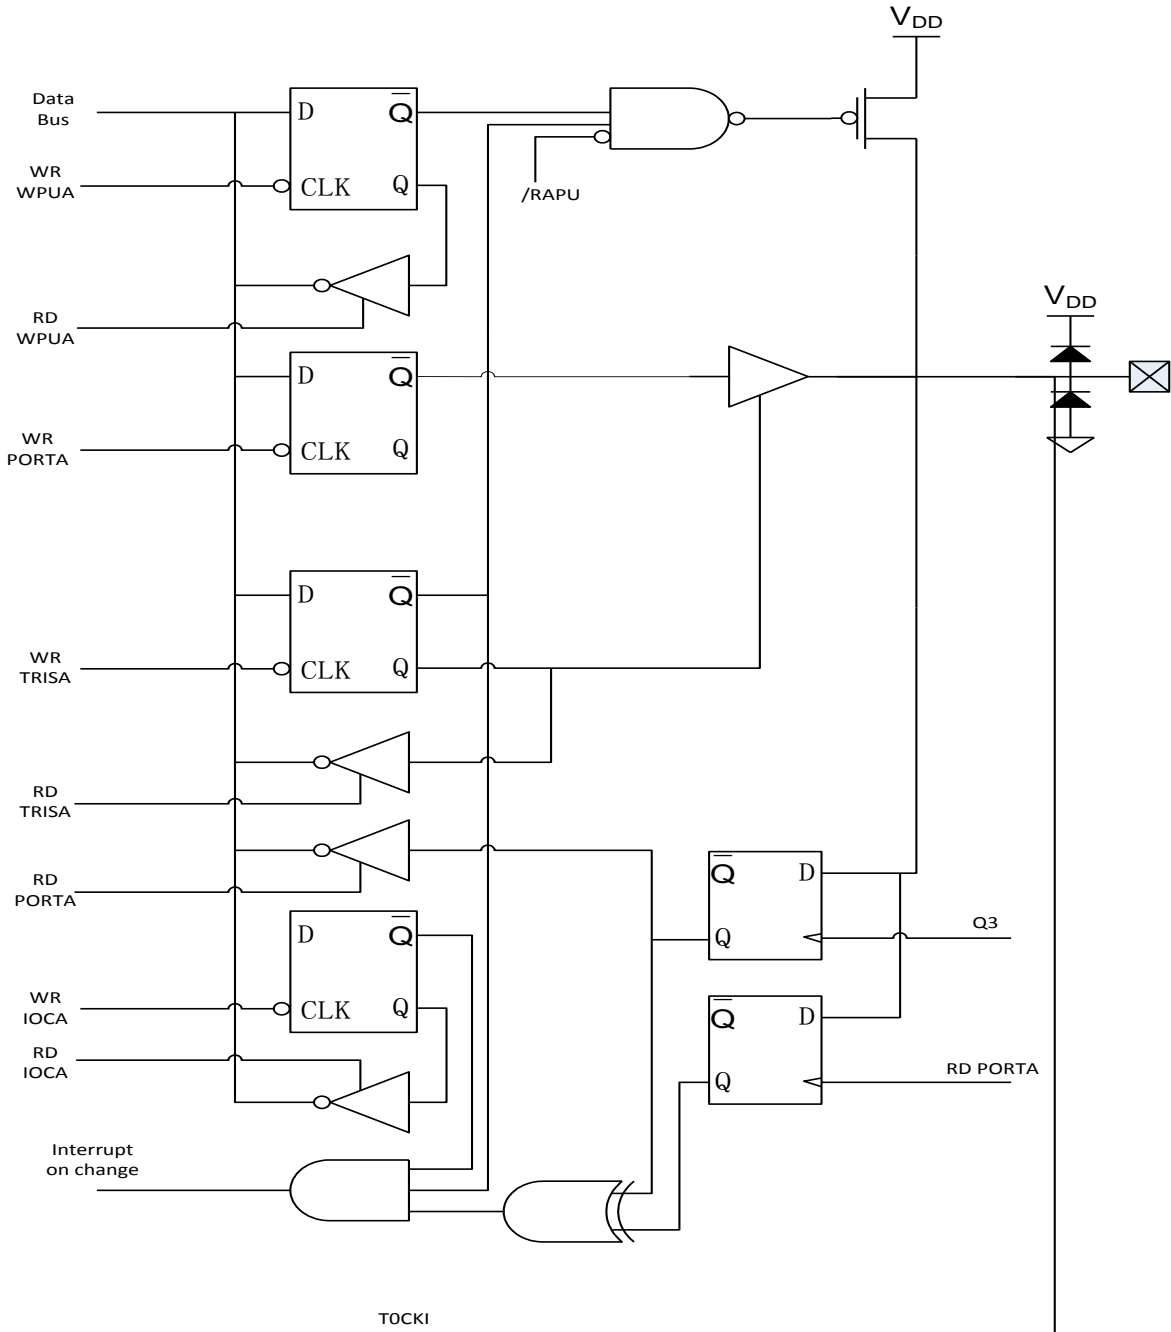 VDD
Data
Bus
D
Q
WR
WPUA
CLK
Q
/RAPU
RD
WPUA
VDD
D
Q
WR
PORTA
CLK
Q
D
Q
WR
TRISA
CLK
Q
RD
TRISA
RD
PORTA
Q
D
Q3
Q
D
Q
WR
IOCA
CLK
Q
Q
D
RD
IOCA
RD PORTA
Q
Interrupt
on change
T0CKI